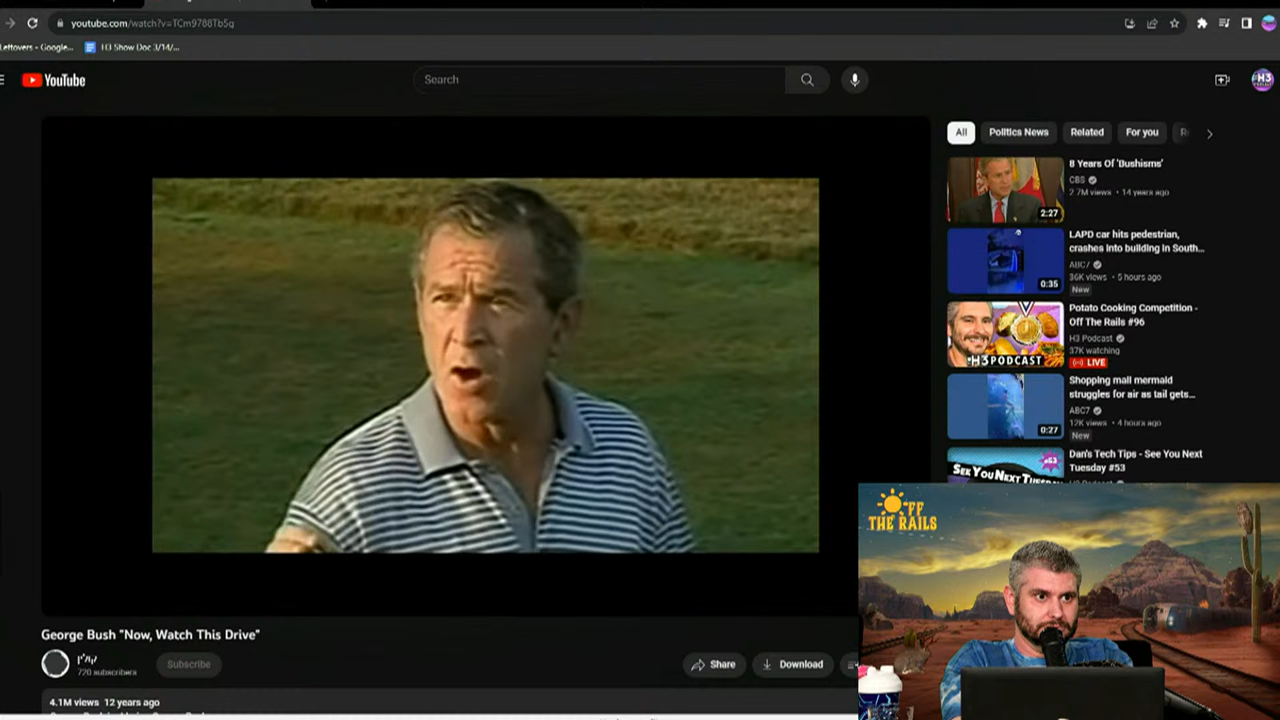 youtube.com/watch?v=TCm9788Tb5g
Leftovers - Google...
H3 Show Doc 3/14/...
YouTube
Search
H3
All
Politics News
Related
For you
8 Years Of 'Bushisms'
CBS
2.7M views • 14 years ago
2:27
LAPD car hits pedestrian,
crashes into building in South...
ABC7
36K views • 5 hours ago
New
0:35
Potato Cooking Competition -
Off The Rails #96
H3 Podcast
37K watching
LIVE
H3PODCAST
Shopping mall mermaid
struggles for air as tail gets...
ABC7
12K views • 4 hours ago
New
0:27
Dan's Tech Tips - See You Next
Tuesday #53
SEE YOU NEXT TUESDAY
OFF
THE RAILS
George Bush "Now, Watch This Drive"
720 subscribers
Subscribe
Share
Download
4.1M views 12 years ago